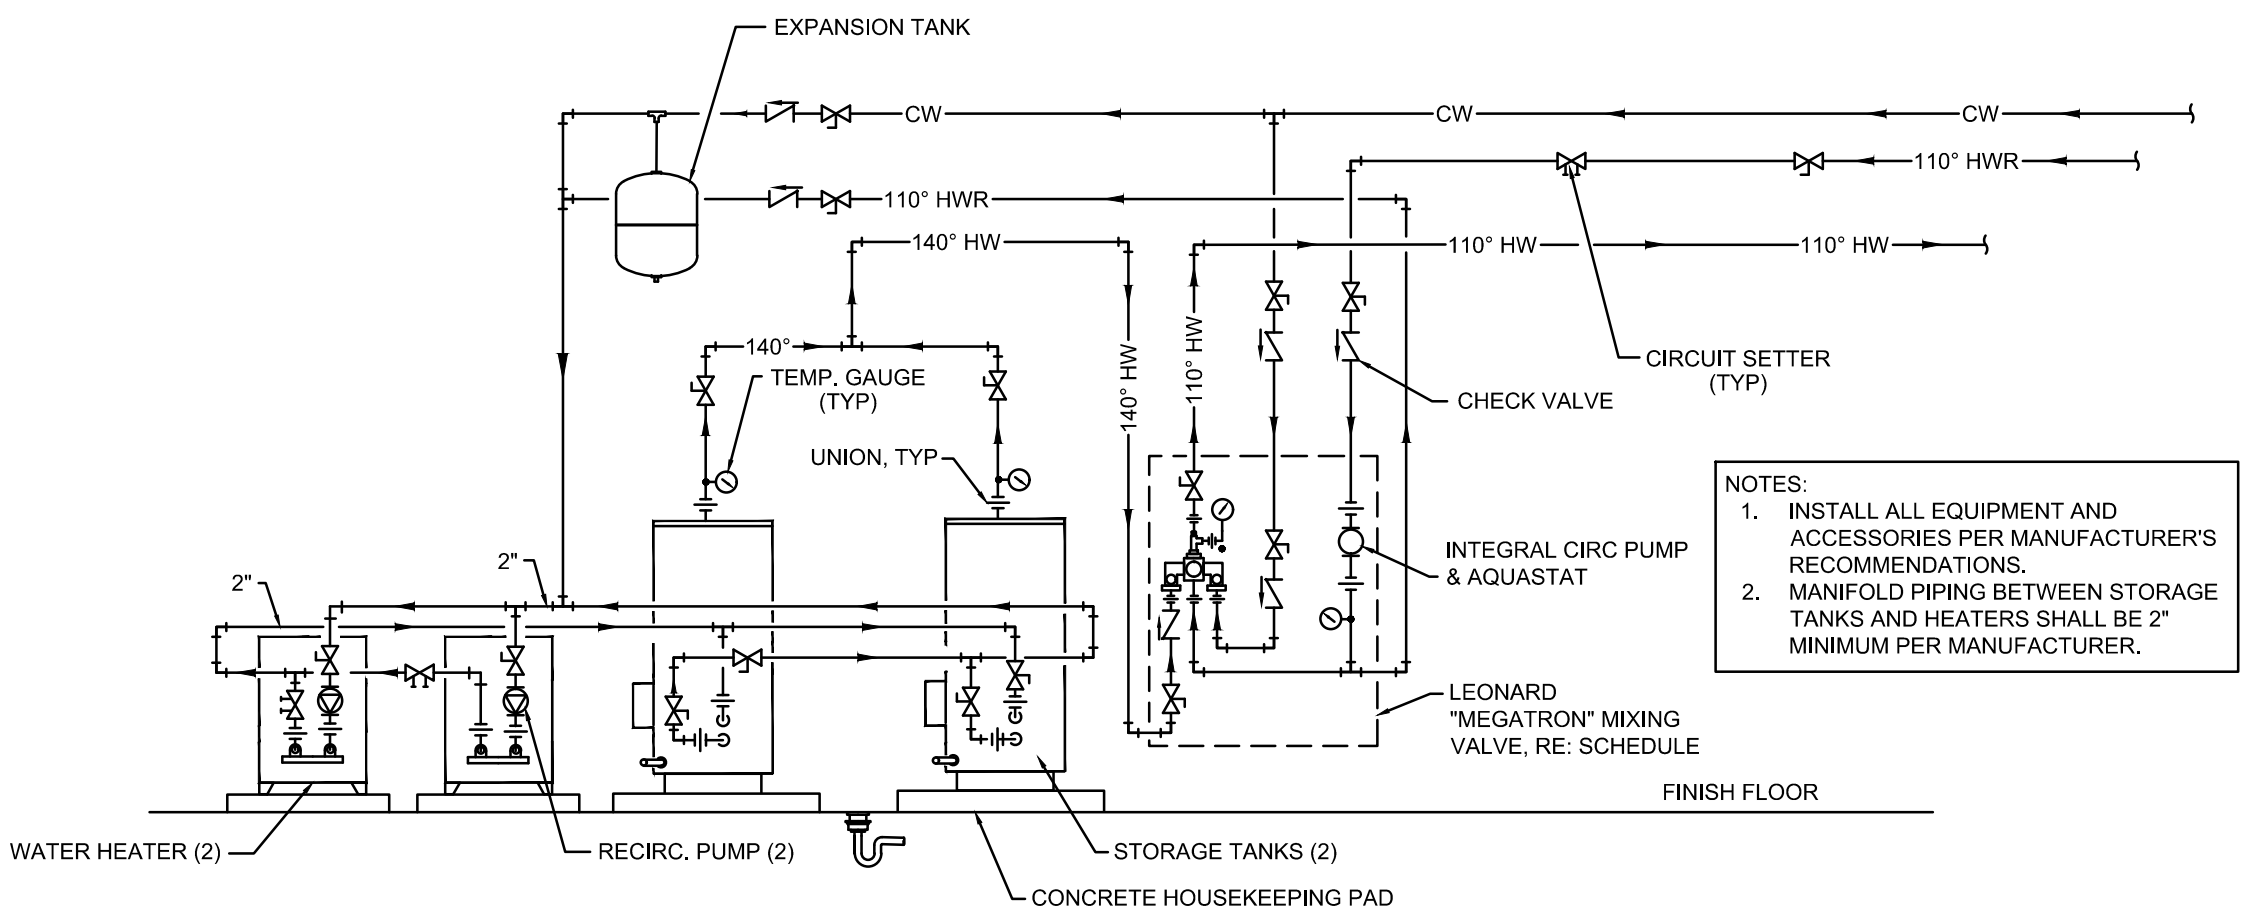 EXPANSION TANK
CW
CW
CW
110° HWR
110° HWR
140° HW
110° HW
110° HW
140°
TEMP. GAUGE
(TYP)
140° HW
110° HW
CIRCUIT SETTER
(TYP)
CHECK VALVE
UNION, TYP
NOTES:
1. INSTALL ALL EQUIPMENT AND
ACCESSORIES PER MANUFACTURER'S
RECOMMENDATIONS.
2. MANIFOLD PIPING BETWEEN STORAGE
TANKS AND HEATERS SHALL BE 2"
MINIMUM PER MANUFACTURER.
INTEGRAL CIRC PUMP
& AQUASTAT
2"
2"
LEONARD
"MEGATRON" MIXING
VALVE, RE: SCHEDULE
FINISH FLOOR
WATER HEATER (2)
RECIRC. PUMP (2)
STORAGE TANKS (2)
CONCRETE HOUSEKEEPING PAD